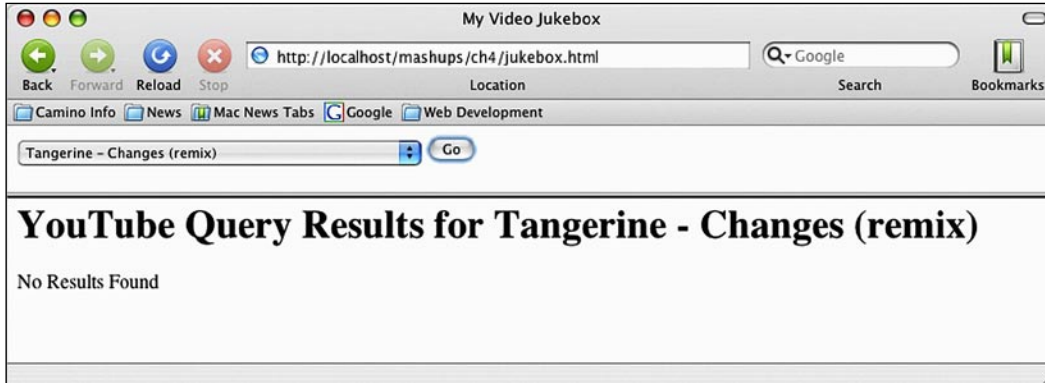 My Video Jukebox
http://localhost/mashups/ch4/jukebox.html
Google
Back Forward Reload Stop Location Search Bookmarks
Camino Info News Mac News Tabs G Google Web Development
Tangerine - Changes (remix) Go
YouTube Query Results for Tangerine - Changes (remix)
No Results Found